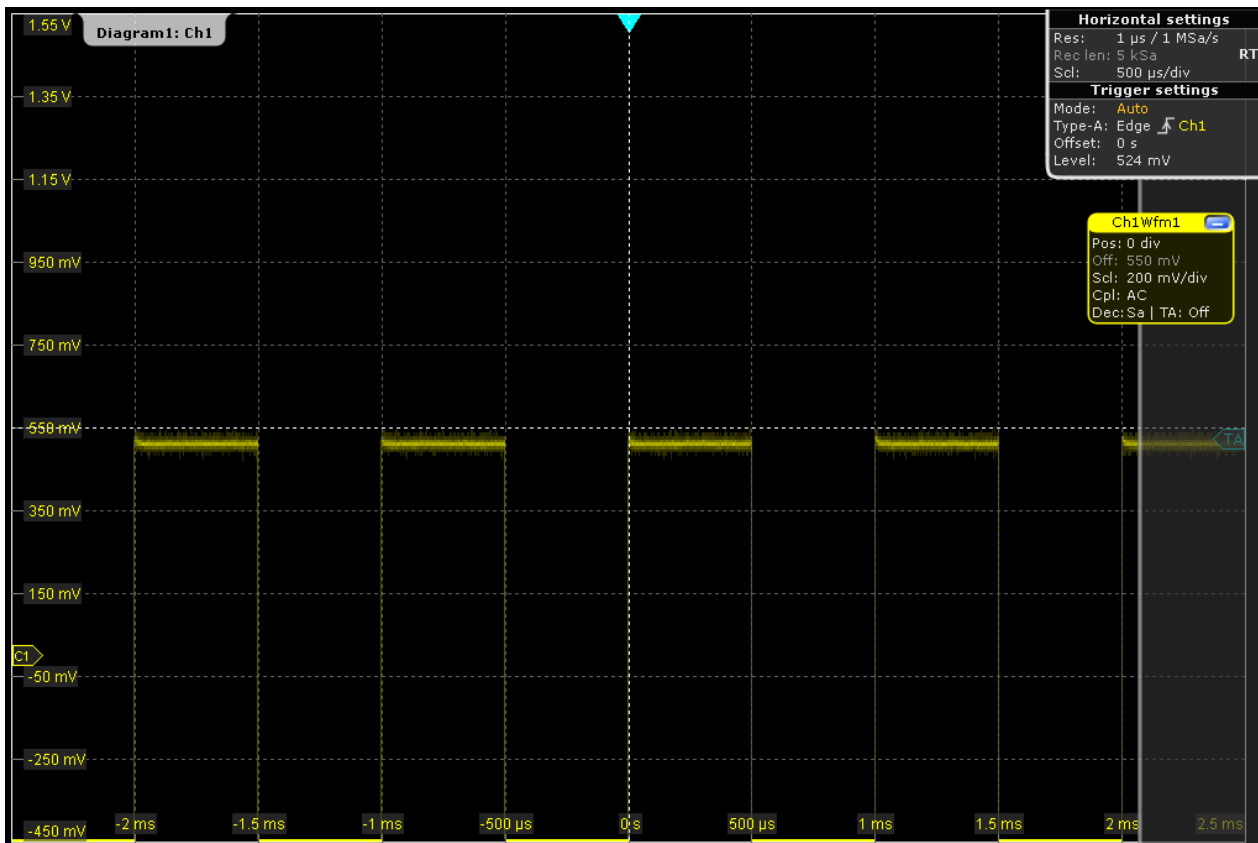 Diagram1: Ch1
Horizontal settings
Res: 1 µs / 1 MSa/s
Rec len: 5 kSa RT
Scl: 500 µs/div
Trigger settings
Mode: Auto
Type-A: Edge Ch1
Offset: 0 s
Level: 524 mV
Ch1Wfm1
Pos: 0 div
Off: 550 mV
Scl: 200 mV/div
Cpl: AC
Dec: Sa | TA: Off
1.55 V
1.35 V
1.15 V
950 mV
750 mV
550 mV
TA
350 mV
150 mV
C1
-50 mV
-250 mV
-450 mV
-2 ms -1.5 ms -1 ms -500 µs 0 s 500 µs 1 ms 1.5 ms 2 ms 2.5 ms